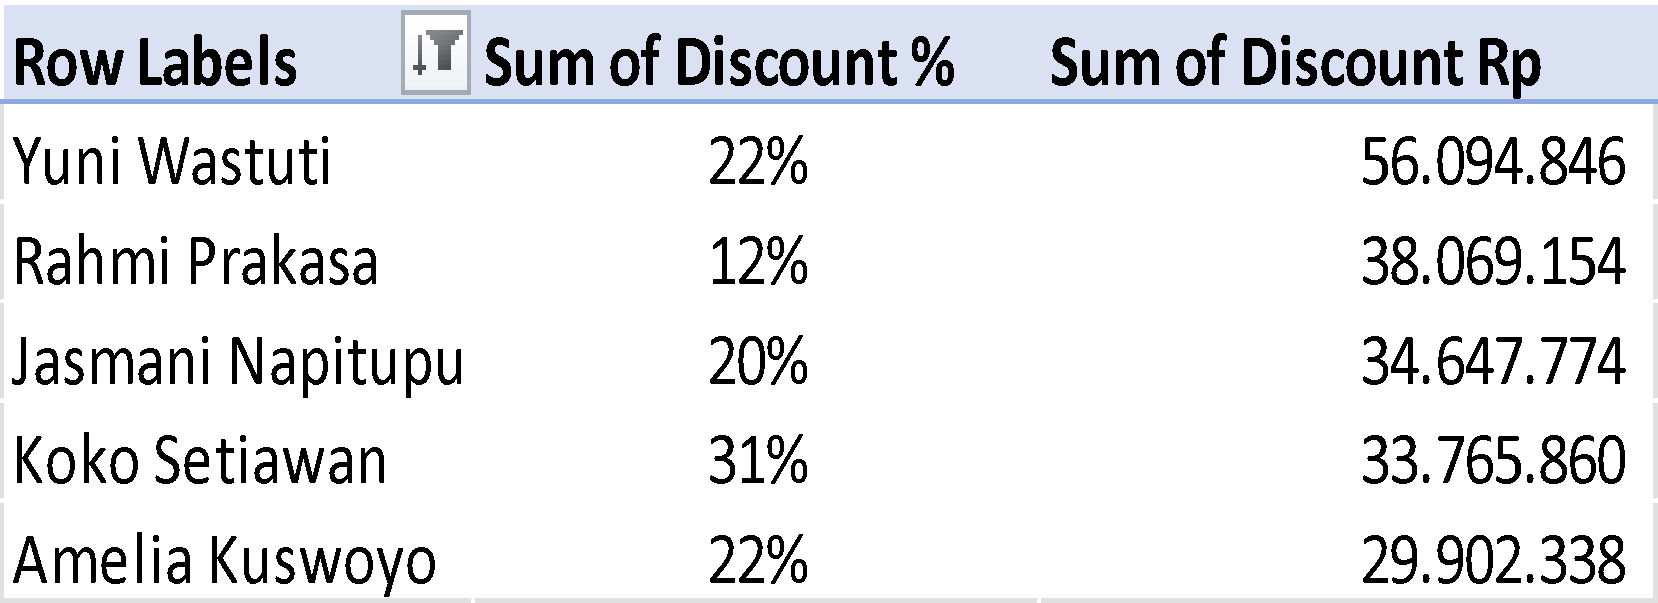 Row Labels Sum of Discount % Sum of Discount Rp
Yuni Wastuti 22% 56.094.846
Rahmi Prakasa 12% 38.069.154
Jasmani Napitupu 20% 34.647.774
Koko Setiawan 31% 33.765.860
Amelia Kuswoyo 22% 29.902.338